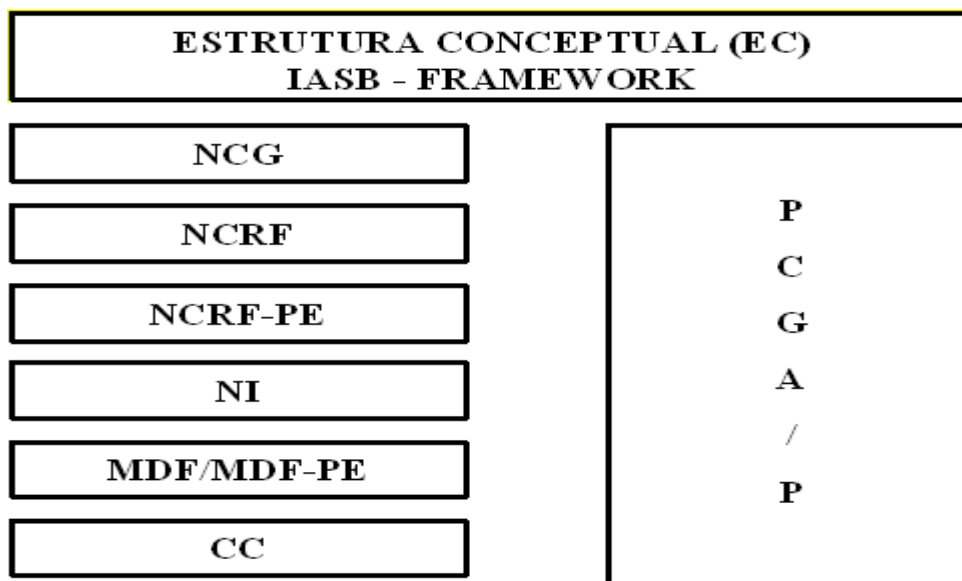 ESTRUTURA CONCEPTUAL (EC)
IASB - FRAMEWORK
NCG
NCRF
NCRF-PE
NI
MDF/MDF-PE
CC
P
C
G
A
/
P